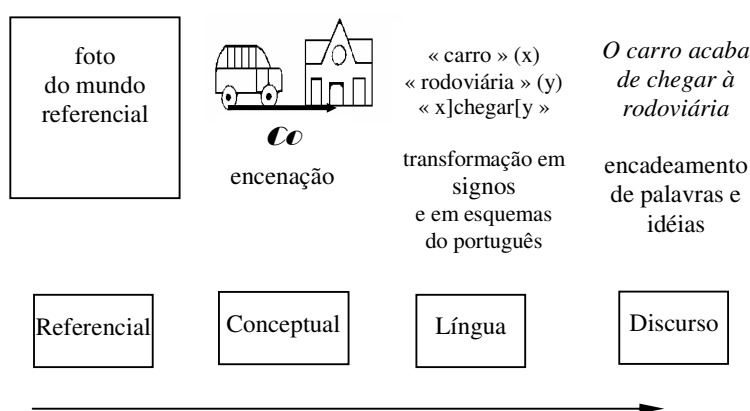 foto
do mundo
referencial
Co
encenação
« carro » (x)
« rodoviária » (y)
« x]chegar[y »
transformação em
signos
e em esquemas
do português
O carro acaba
de chegar à
rodoviária
encadeamento
de palavras e
idéias
Referencial
Conceptual
Língua
Discurso